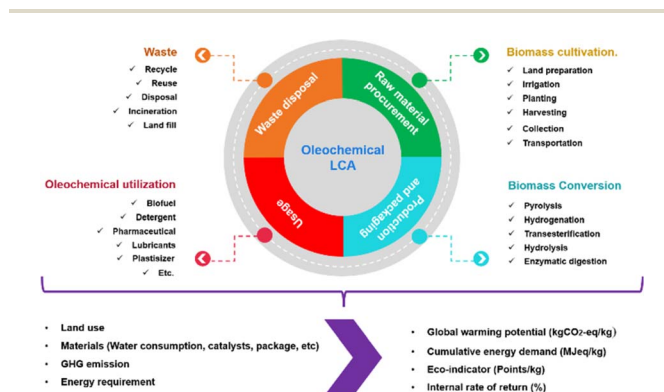 Waste
✓ Recycle
✓ Reuse
✓ Disposal
✓ Incineration
✓ Land fill
Biomass cultivation.
✓ Land preparation
✓ Irrigation
✓ Planting
✓ Harvesting
✓ Collection
✓ Transportation
Waste disposal
Raw material
procurement
Oleochemical
LCA
Usage
Production
and packaging
Oleochemical utilization
✓ Biofuel
✓ Detergent
✓ Pharmaceutical
✓ Lubricants
✓ Plastisizer
✓ Etc.
Biomass Conversion
✓ Pyrolysis
✓ Hydrogenation
✓ Transesterification
✓ Hydrolysis
✓ Enzymatic digestion
• Land use
• Materials (Water consumption, catalysts, package, etc)
• GHG emission
• Energy requirement
• Global warming potential (kgCO₂-eq/kg)
• Cumulative energy demand (MJeq/kg)
• Eco-indicator (Points/kg)
• Internal rate of return (%)